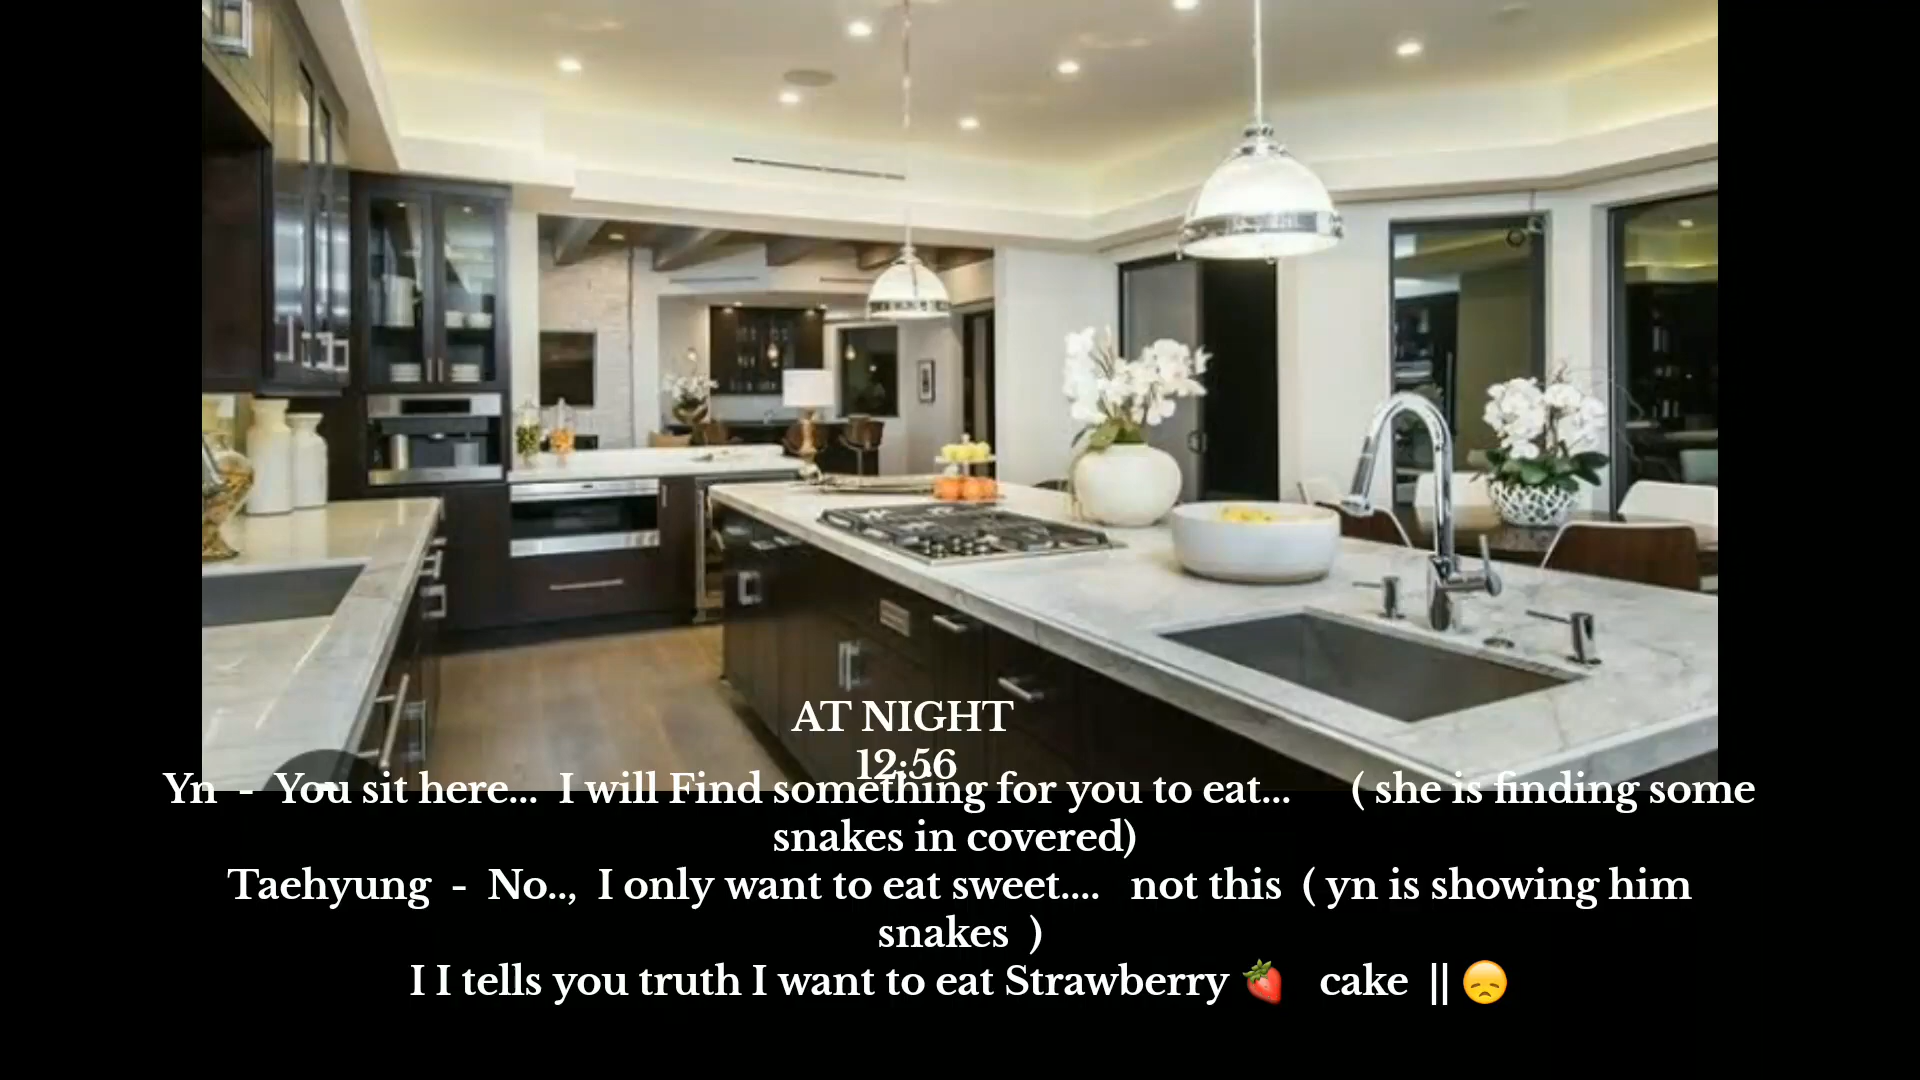 AT NIGHT
12:56
Yn - You sit here... I will Find something for you to eat... ( she is finding some
snakes in covered)
Taehyung - No.., I only want to eat sweet.... not this ( yn is showing him
snakes )
I I tells you truth I want to eat Strawberry 🍓 cake || 😞